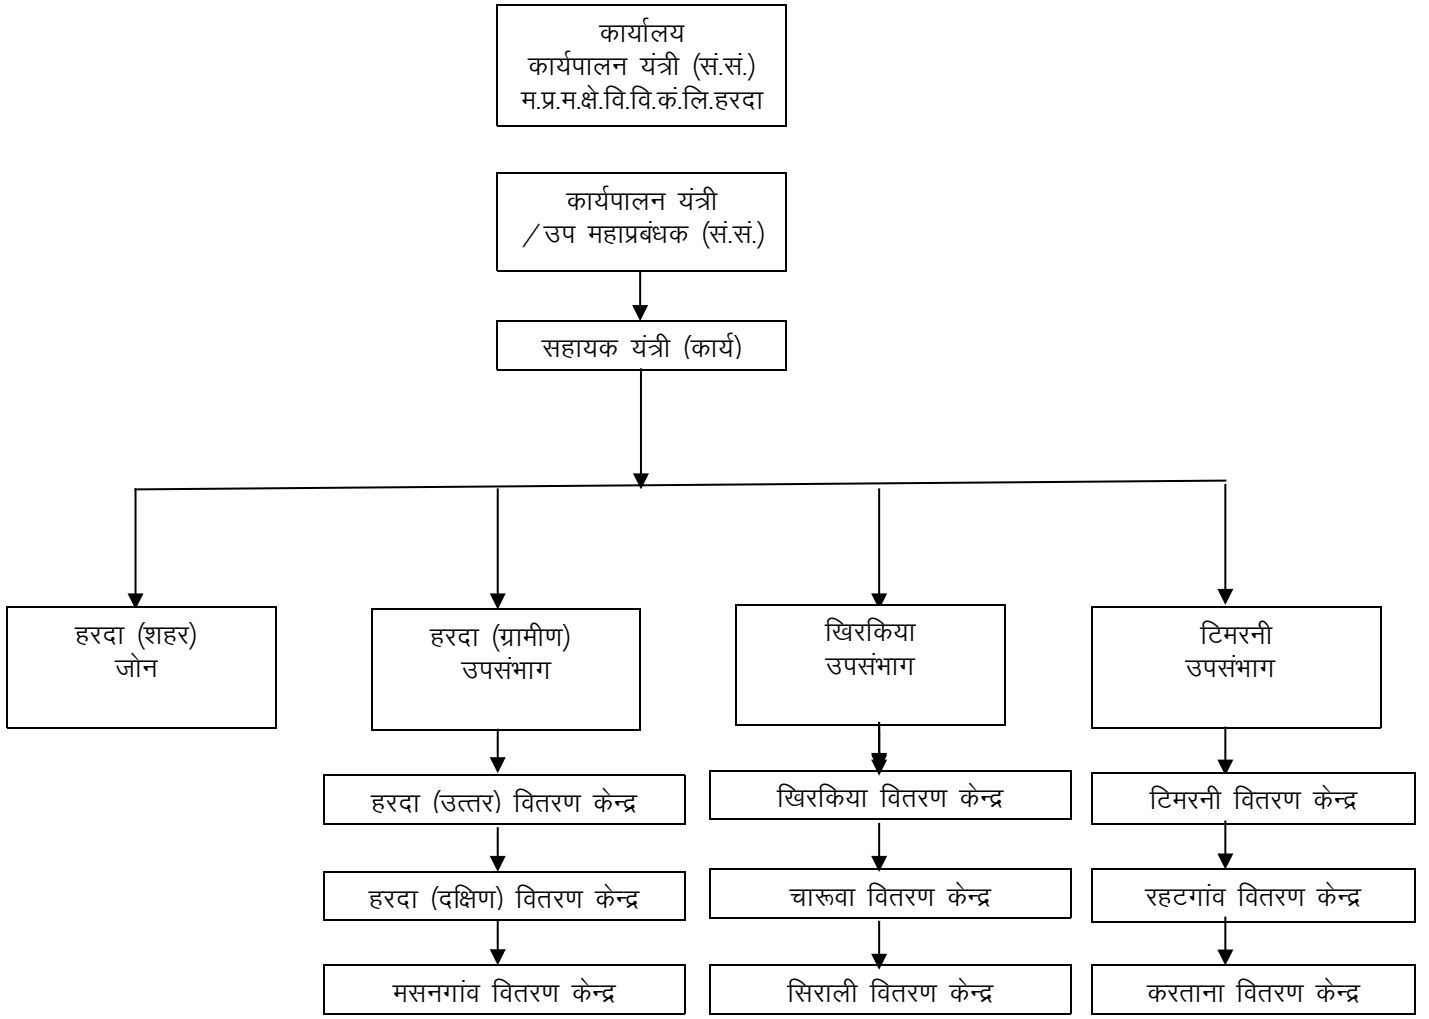 कार्यालय
कार्यपालन यंत्री (सं.सं.)
म.प्र.म.क्षे.वि.वि.कं.लि.हरदा
कार्यपालन यंत्री
/उप महाप्रबंधक (सं.सं.)
सहायक यंत्री (कार्य)
हरदा (शहर)
जोन
हरदा (ग्रामीण)
उपसंभाग
खिरकिया
उपसंभाग
टिमरनी
उपसंभाग
हरदा (उत्तर) वितरण केन्द्र
खिरकिया वितरण केन्द्र
टिमरनी वितरण केन्द्र
हरदा (दक्षिण) वितरण केन्द्र
चारूवा वितरण केन्द्र
रहटगांव वितरण केन्द्र
मसनगांव वितरण केन्द्र
सिराली वितरण केन्द्र
करताना वितरण केन्द्र